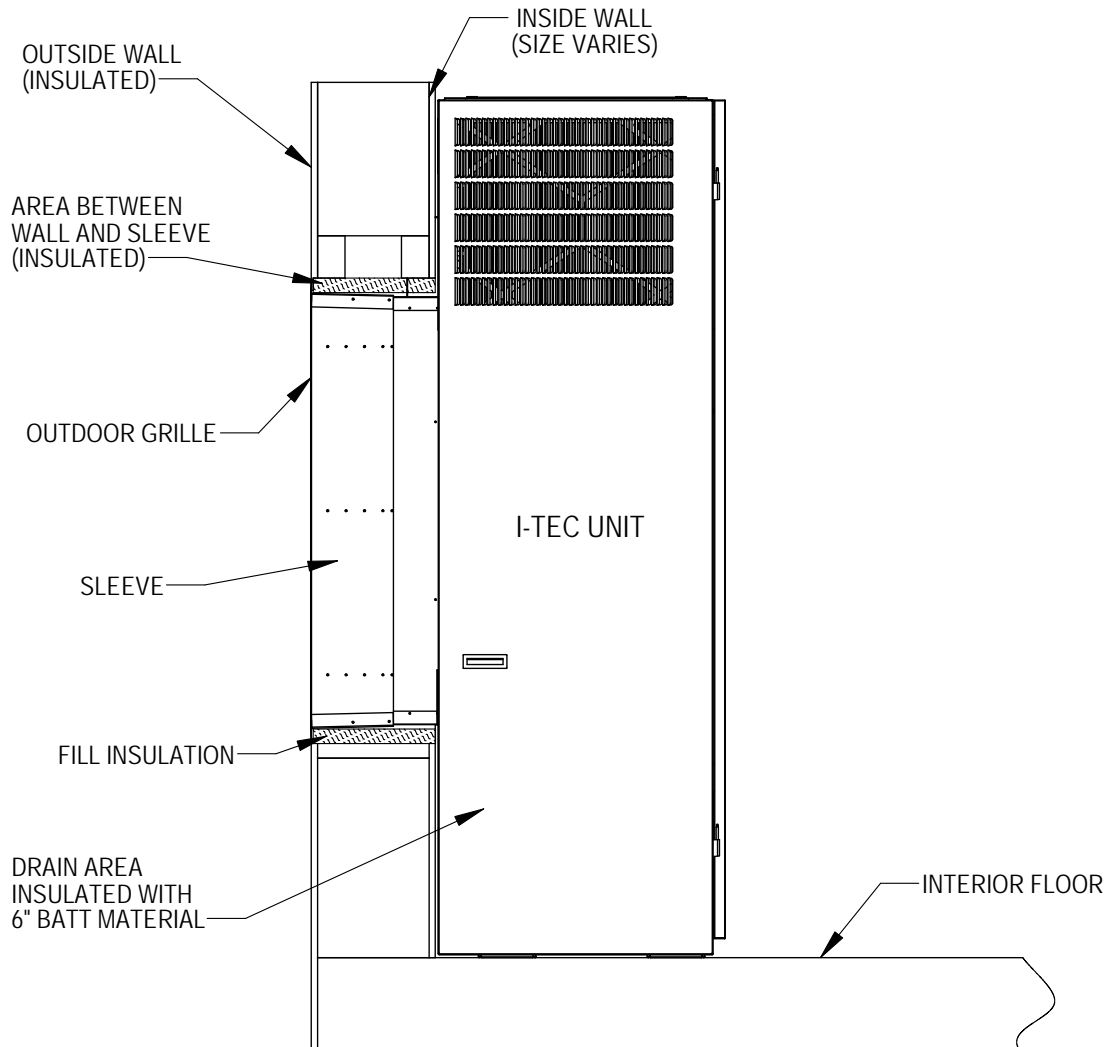 INSIDE WALL
(SIZE VARIES)
OUTSIDE WALL
(INSULATED)
AREA BETWEEN
WALL AND SLEEVE
(INSULATED)
OUTDOOR GRILLE
I-TEC UNIT
SLEEVE
FILL INSULATION
DRAIN AREA
INSULATED WITH
6" BATT MATERIAL
INTERIOR FLOOR